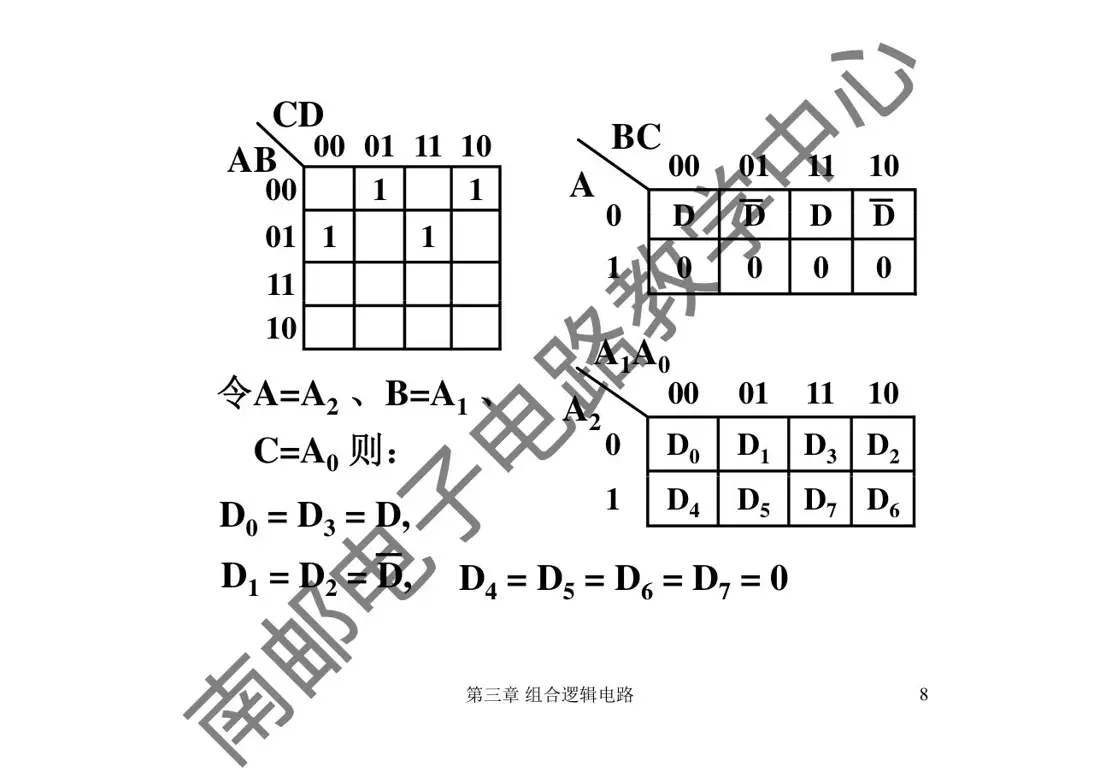 CD
AB 00 01 11 10
00 1 1
01 1 1
11
10
BC
A 00 01 11 10
0 D D̅ D D̅
1 0 0 0 0
令A=A₂ 、B=A₁ 、
C=A₀ 则：
D₀ = D₃ = D,
D₁ = D₂ = D̅,
A₁A₀
A₂ 00 01 11 10
0 D₀ D₁ D₃ D₂
1 D₄ D₅ D₇ D₆
D₄ = D₅ = D₆ = D₇ = 0
南邮电子电路教学中心
第三章 组合逻辑电路
8